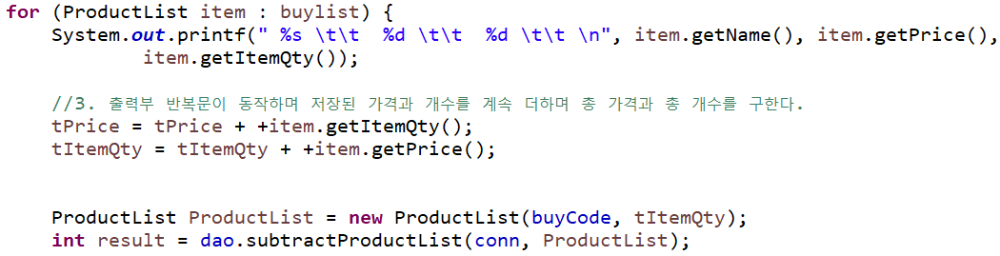 for (ProductList item : buylist) {
    System.out.printf(" %s \t\t  %d \t\t  %d \t\t \n", item.getName(), item.getPrice(),
            item.getItemQty());
    //3. 출력부 반복문이 동작하며 저장된 가격과 개수를 계속 더하며 총 가격과 총 개수를 구한다.
    tPrice = tPrice + +item.getItemQty();
    tItemQty = tItemQty + +item.getPrice();
    ProductList ProductList = new ProductList(buyCode, tItemQty);
    int result = dao.subtractProductList(conn, ProductList);